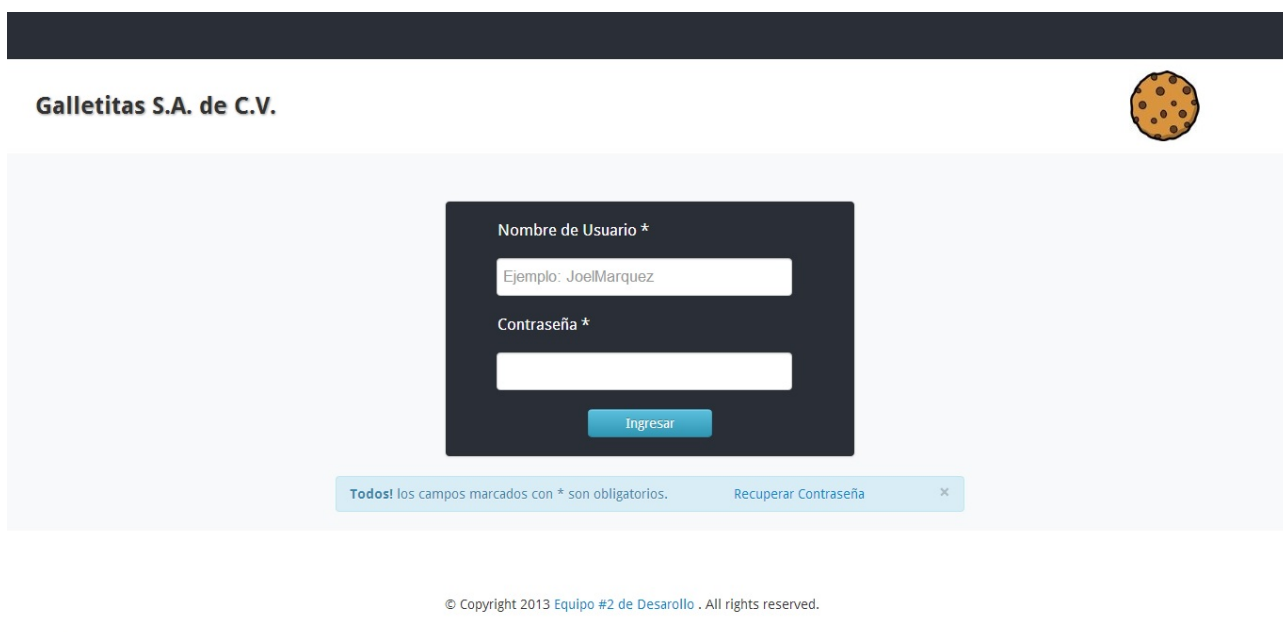 Galletitas S.A. de C.V.
Nombre de Usuario *
Ejemplo: JoelMarquez
Contraseña *
Ingresar
Todos! los campos marcados con * son obligatorios. Recuperar Contraseña ×
© Copyright 2013 Equipo #2 de Desarollo . All rights reserved.